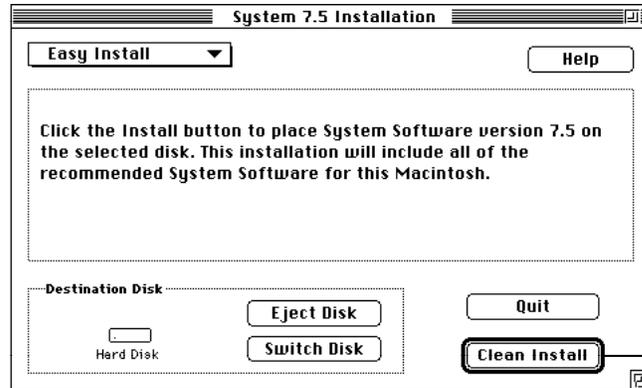 System 7.5 Installation
Easy Install
Help
Click the Install button to place System Software version 7.5 on
the selected disk. This installation will include all of the
recommended System Software for this Macintosh.
Destination Disk
Eject Disk
Quit
Hard Disk
Switch Disk
Clean Install